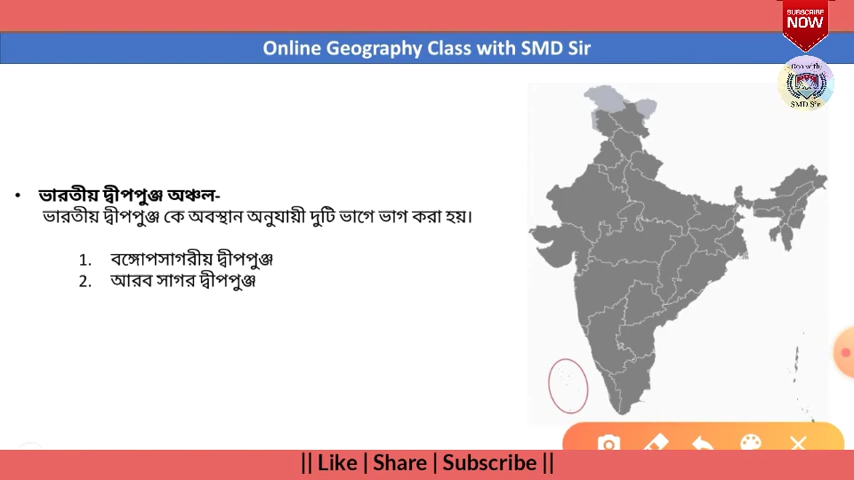 SUBSCRIBE
NOW
Online Geography Class with SMD Sir
SMD Sir
• ভারতীয় দ্বীপপুঞ্জ অঞ্চল-
ভারতীয় দ্বীপপুঞ্জ কে অবস্থান অনুযায়ী দুটি ভাগে ভাগ করা হয়।
1. বঙ্গোপসাগরীয় দ্বীপপুঞ্জ
2. আরব সাগর দ্বীপপুঞ্জ
|| Like | Share | Subscribe ||